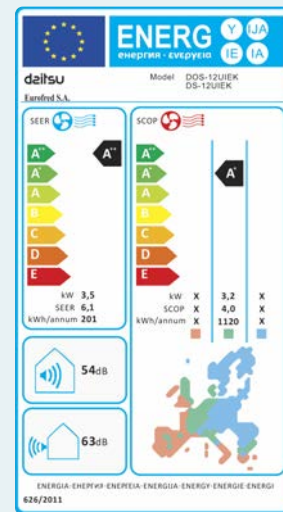 ENERG
енергия · ενεργεια
Y IJA
IE IA
daitsu
Eurofred S.A.
Model DOS-12UIEK
DS-12UIEK
SEER
A++
A+
A
B
C
D
E
A++
kW 3,5
SEER 6,1
kWh/annum 201
SCOP
A++
A+
A
B
C
D
E
A+
kW X 3,2 X
SCOP X 4,0 X
kWh/annum X 1120 X
54dB
63dB
ENERGIA·ЕНЕРГИЯ·ΕΝΕΡΓΕΙΑ·ENERGIJA·ENERGY·ENERGIE·ENERGI
626/2011